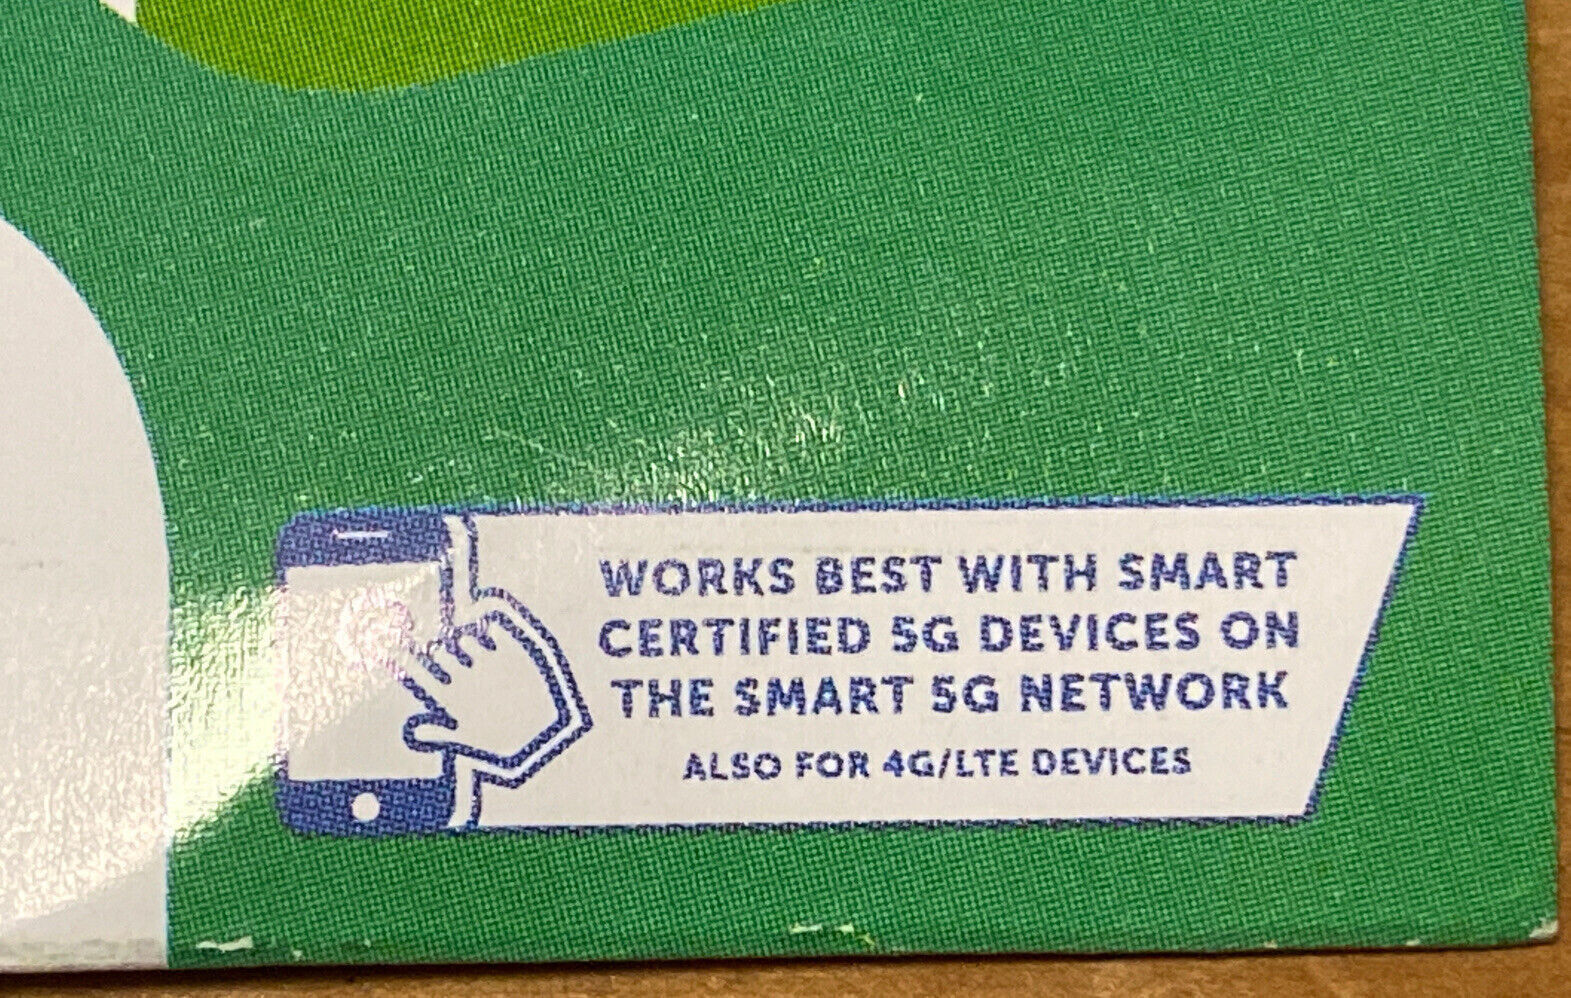 WORKS BEST WITH SMART
CERTIFIED 5G DEVICES ON
THE SMART 5G NETWORK
ALSO FOR 4G/LTE DEVICES